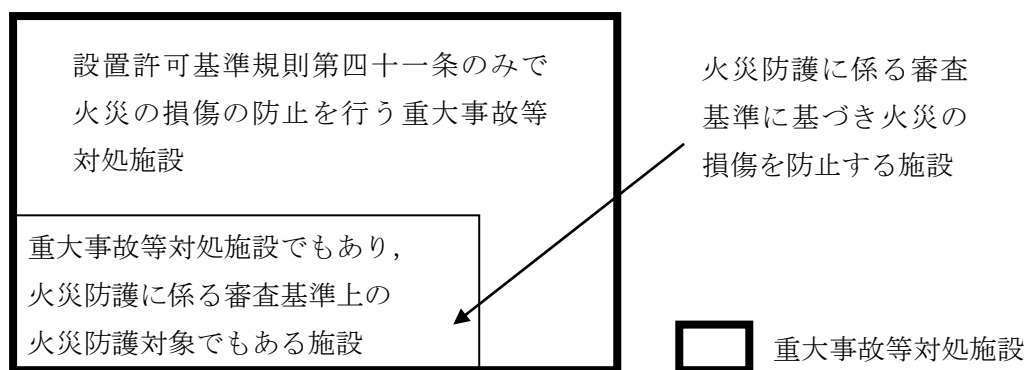 設置許可基準規則第四十一条のみで
火災の損傷の防止を行う重大事故等
対処施設
火災防護に係る審査
基準に基づき火災の
損傷を防止する施設
重大事故等対処施設でもあり,
火災防護に係る審査基準上の
火災防護対象でもある施設
重大事故等対処施設